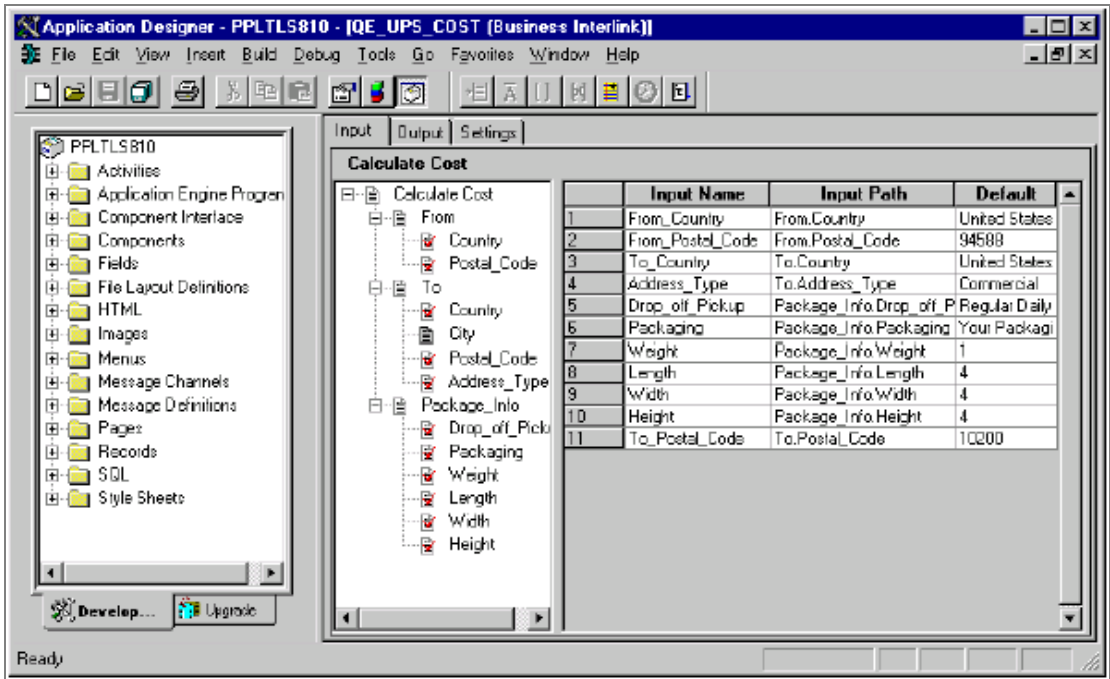 Application Designer - PPLTLS810 - [QE_UPS_COST (Business Interlink)]
File Edit View Insert Build Debug Tools Go Favorites Window Help
PPLTLS810
Activities
Application Engine Progran
Component Interface
Components
Fields
File Layout Definitions
HTML
Images
Menus
Message Channels
Message Definitions
Pages
Records
SQL
Style Sheets
Develop...
Upgrade
Input Output Settings
Calculate Cost
Calculate Cost
From
Country
Postal_Code
To
Country
City
Postal_Code
Address_Type
Package_Info
Drop_off_Picku
Packaging
Weight
Length
Width
Height
Input Name Input Path Default
1 From_Country From.Country United States
2 From_Postal_Code From.Postal_Code 94588
3 To_Country To.Country United States
4 Address_Type To.Address_Type Commercial
5 Drop_off_Pickup Package_Info.Drop_off_P Regular Daily
6 Packaging Package_Info.Packaging Your Packagi
7 Weight Package_Info.Weight 1
8 Length Package_Info.Length 4
9 Width Package_Info.Width 4
10 Height Package_Info.Height 4
11 To_Postal_Code To.Postal_Code 10200
Ready